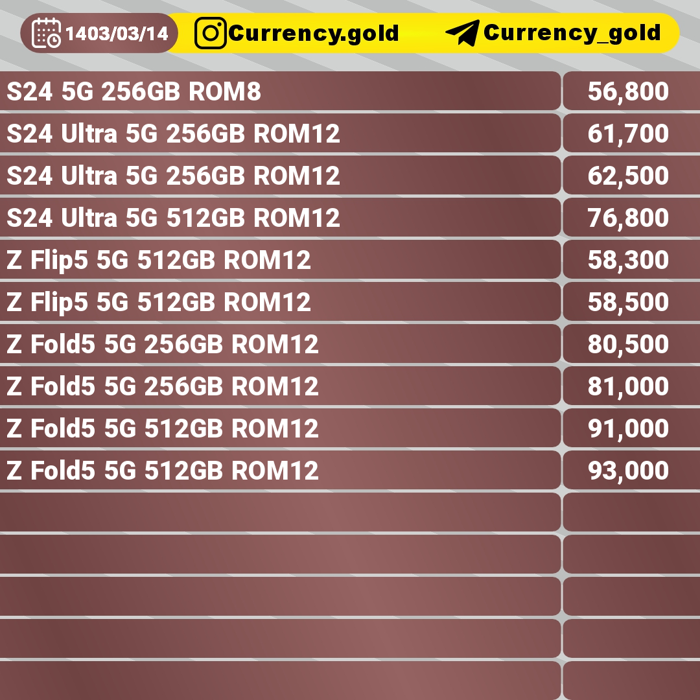 1403/03/14 Currency.gold Currency_gold
S24 5G 256GB ROM8 56,800
S24 Ultra 5G 256GB ROM12 61,700
S24 Ultra 5G 256GB ROM12 62,500
S24 Ultra 5G 512GB ROM12 76,800
Z Flip5 5G 512GB ROM12 58,300
Z Flip5 5G 512GB ROM12 58,500
Z Fold5 5G 256GB ROM12 80,500
Z Fold5 5G 256GB ROM12 81,000
Z Fold5 5G 512GB ROM12 91,000
Z Fold5 5G 512GB ROM12 93,000